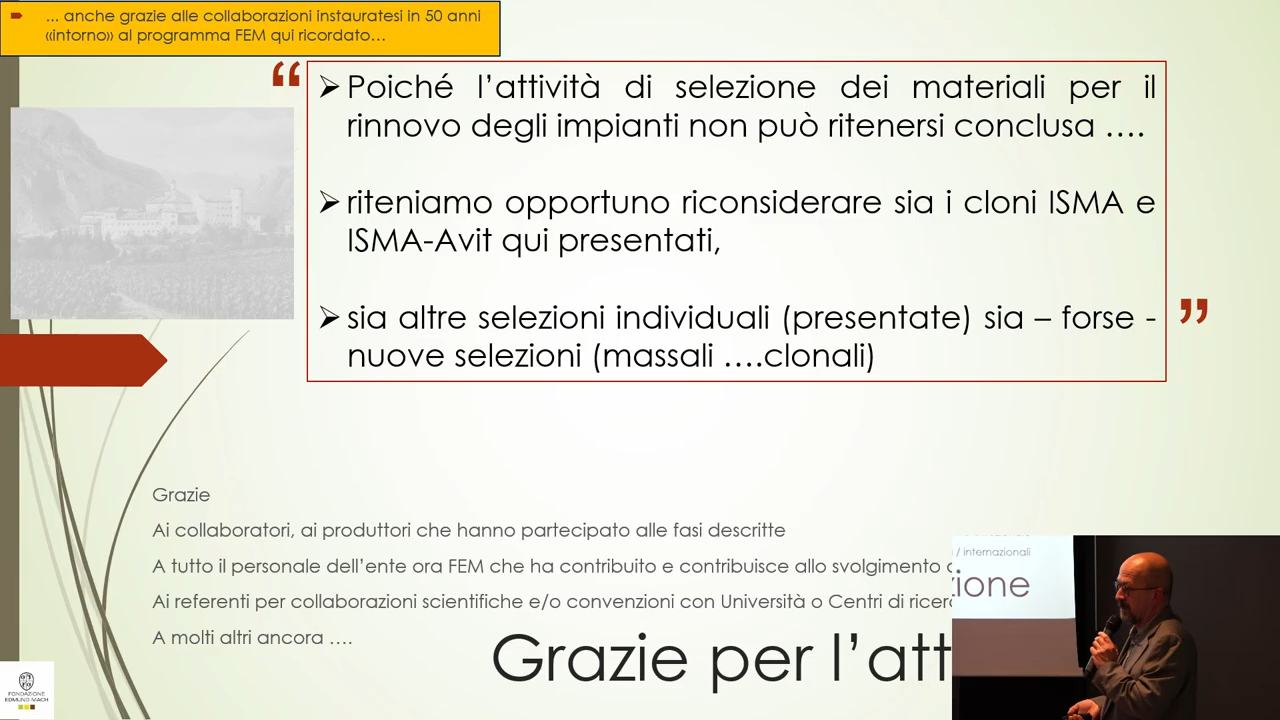 ... anche grazie alle collaborazioni instauratesi in 50 anni
«intorno» al programma FEM qui ricordato…
“
Poiché l’attività di selezione dei materiali per il
rinnovo degli impianti non può ritenersi conclusa ….
riteniamo opportuno riconsiderare sia i cloni ISMA e
ISMA-Avit qui presentati,
sia altre selezioni individuali (presentate) sia – forse -
nuove selezioni (massali ….clonali)
”
Grazie
Ai collaboratori, ai produttori che hanno partecipato alle fasi descritte
A tutto il personale dell’ente ora FEM che ha contribuito e contribuisce allo svolgimento
Ai referenti per collaborazioni scientifiche e/o convenzioni con Università o Centri di
A molti altri ancora ….
Grazie per l’att
/ internazionali
zione
FONDAZIONE
EDMUND MACH